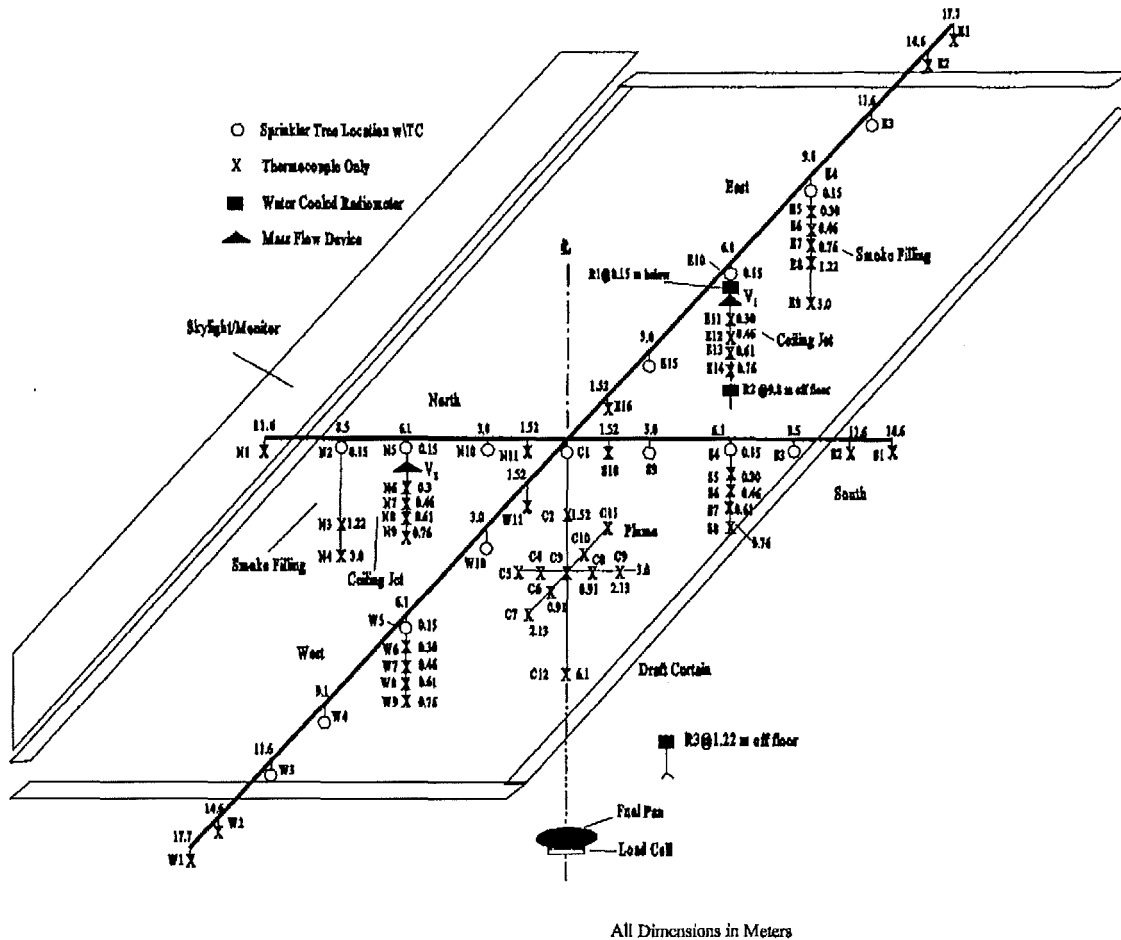 17.7
E1
14.6
E2
11.6
E3
Sprinkler Tree Location w\TC
X Thermocouple Only
Water Cooled Radiometer
Mass Flow Device
East
E4
0.15
E5 0.30
E6 0.46
E7 0.76
E8 1.22
E9 3.0
Smoke Filling
6.1
E10
0.15
R1@0.15 m below
V1
E11 0.30
E12 0.46
E13 0.61
E14 0.76
Ceiling Jet
R2 @9.8 m off floor
Skylight/Monitor
3.0
E15
1.52
E16
North
N1
8.5
N2
0.15
6.1
N5
0.15
3.0
N10
1.52
N11
C1
1.52
S10
3.0
S9
6.1
S4
0.15
8.5
S3
11.6
S2
14.6
S1
V2
N6 0.3
N7 0.46
N8 0.61
N9 0.76
N3 1.22
N4 3.0
Smoke Filling
Ceiling Jet
S5 0.30
S6 0.46
S7 0.61
S8
0.76
South
1.52
W11
3.0
W10
C2 1.52
C11
Plume
C10
C5 C4 C3 C8 C9 3.0
0.91 2.13
C6
0.91
C7
2.13
C12 6.1
6.1
W5
0.15
W6 0.30
W7 0.46
W8 0.61
W9 0.76
West
9.1
W4
11.6
W3
14.6
W2
17.7
W1
Draft Curtain
R3@1.22 m off floor
Fuel Pan
Load Cell
All Dimensions in Meters